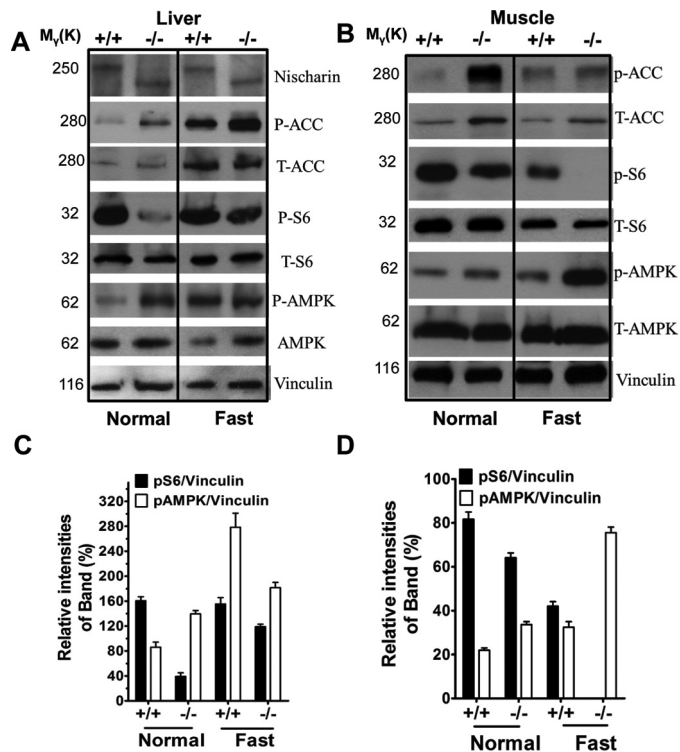 Liver
A
Mγ(K)
+/+ -/- +/+ -/-
250 Nischarin
280 P-ACC
280 T-ACC
32 P-S6
32 T-S6
62 P-AMPK
62 AMPK
116 Vinculin
Normal Fast
Muscle
B
Mγ(K)
+/+ -/- +/+ -/-
280 p-ACC
280 T-ACC
32 p-S6
32 T-S6
62 p-AMPK
62 T-AMPK
116 Vinculin
Normal Fast
C
pS6/Vinculin
pAMPK/Vinculin
Relative intensities
of Band (%)
320
280
240
200
160
120
80
40
0
+/+ -/- +/+ -/-
Normal Fast
D
pS6/Vinculin
pAMPK/Vinculin
Relative intensities
of Band (%)
100
80
60
40
20
0
+/+ -/- +/+ -/-
Normal Fast